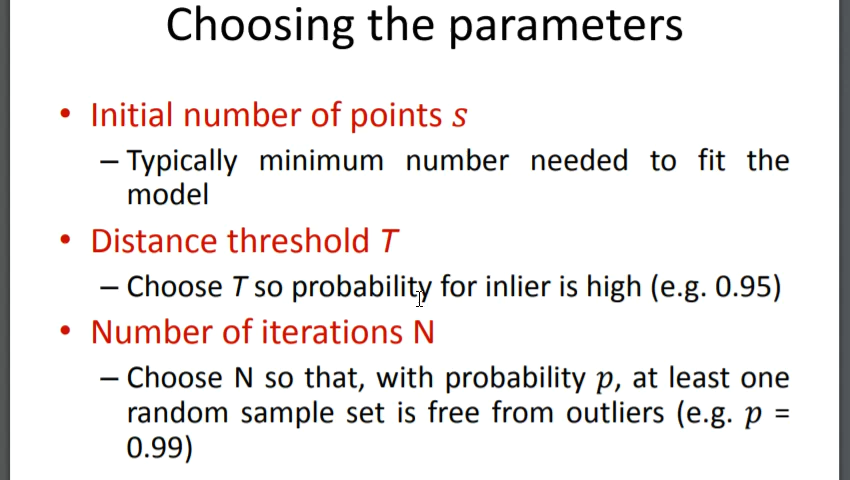 Choosing the parameters
• Initial number of points s
– Typically minimum number needed to fit the
model
• Distance threshold T
– Choose T so probability for inlier is high (e.g. 0.95)
• Number of iterations N
– Choose N so that, with probability p, at least one
random sample set is free from outliers (e.g. p =
0.99)